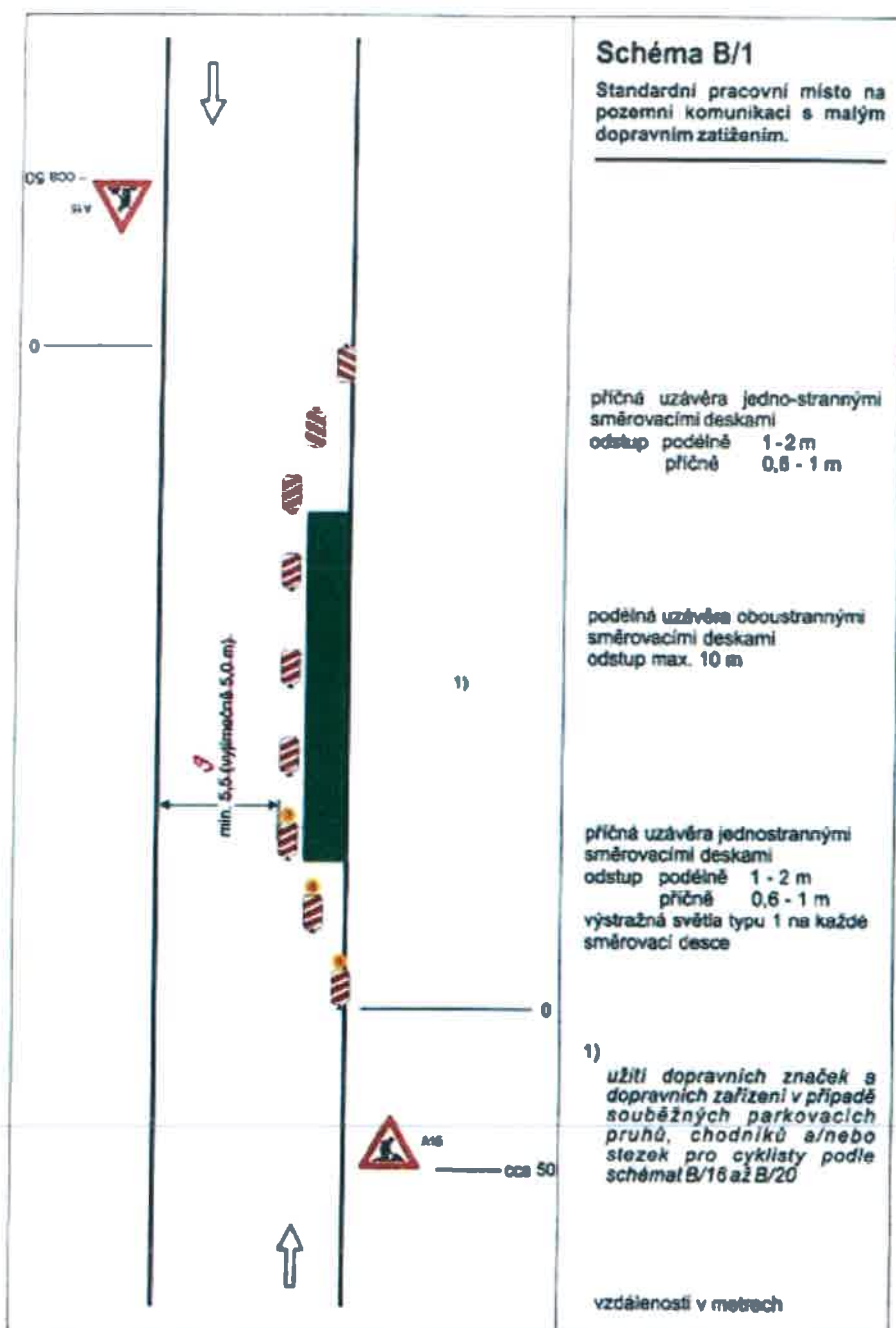 Schéma B/1
Standardní pracovní místo na
pozemní komunikaci s malým
dopravním zatížením.
cca 50
A15
0
příčná uzávěra jedno-strannými
směrovacími deskami
odstup podélně 1-2 m
příčně 0,6 - 1 m
podélná uzávěra oboustrannými
směrovacími deskami
odstup max. 10 m
1)
min. 5,5 (výjimečně 5,0 m)
příčná uzávěra jednostrannými
směrovacími deskami
odstup podélně 1 - 2 m
příčně 0,6 - 1 m
výstražná světla typu 1 na každé
směrovací desce
0
1)
užití dopravních značek a
dopravních zařízení v případě
souběžných parkovacích
pruhů, chodníků a/nebo
stezek pro cyklisty podle
schémat B/16 až B/20
A15
cca 50
vzdálenosti v metrech